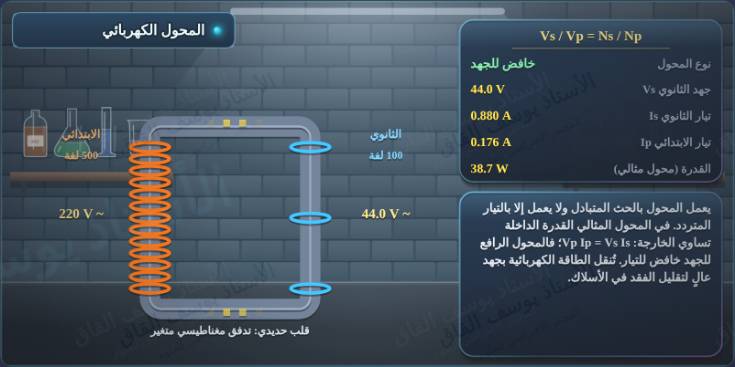 المحول الكهربائي
Vs / Vp = Ns / Np
نوع المحول خافض للجهد
جهد الثانوي Vs 44.0 V
تيار الثانوي Is 0.880 A
تيار الابتدائي Ip 0.176 A
القدرة (محول مثالي) 38.7 W
الابتدائي
500 لفة
220 V ~
الثانوي
100 لفة
44.0 V ~
قلب حديدي: تدفق مغناطيسي متغير
يعمل المحول بالحث المتبادل ولا يعمل إلا بالتيار
المتردد. في المحول المثالي القدرة الداخلة
تساوي الخارجة: Vp Ip = Vs Is؛ فالمحول الرافع
للجهد خافض للتيار. تُنقل الطاقة الكهربائية بجهد
عالٍ لتقليل الفقد في الأسلاك.